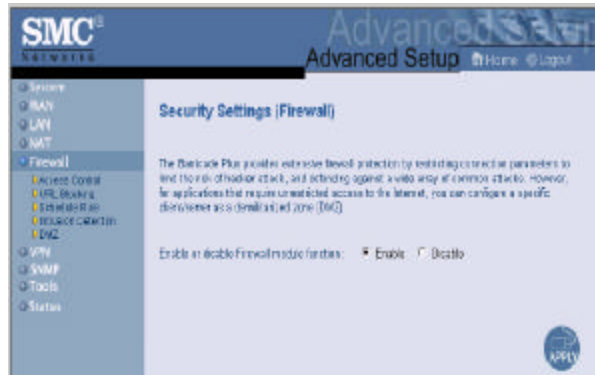 SMC®
Networks
Advanced Setup
Advanced Setup
Home Logout
System
WAN
LAN
NAT
Firewall
Access Control
URL Blocking
Schedule Rule
Intrusion Detection
DMZ
VPN
SNMP
Tools
Status
Security Settings (Firewall)
The Barricade Plus provides extensive firewall protection by restricting connection parameters to
limit the risk of hacker attack, and defending against a wide array of common attacks. However,
for applications that require unrestricted access to the Internet, you can configure a specific
client/server as a demilitarized zone (DMZ).
Enable or disable Firewall module function: Enable Disable
APPLY